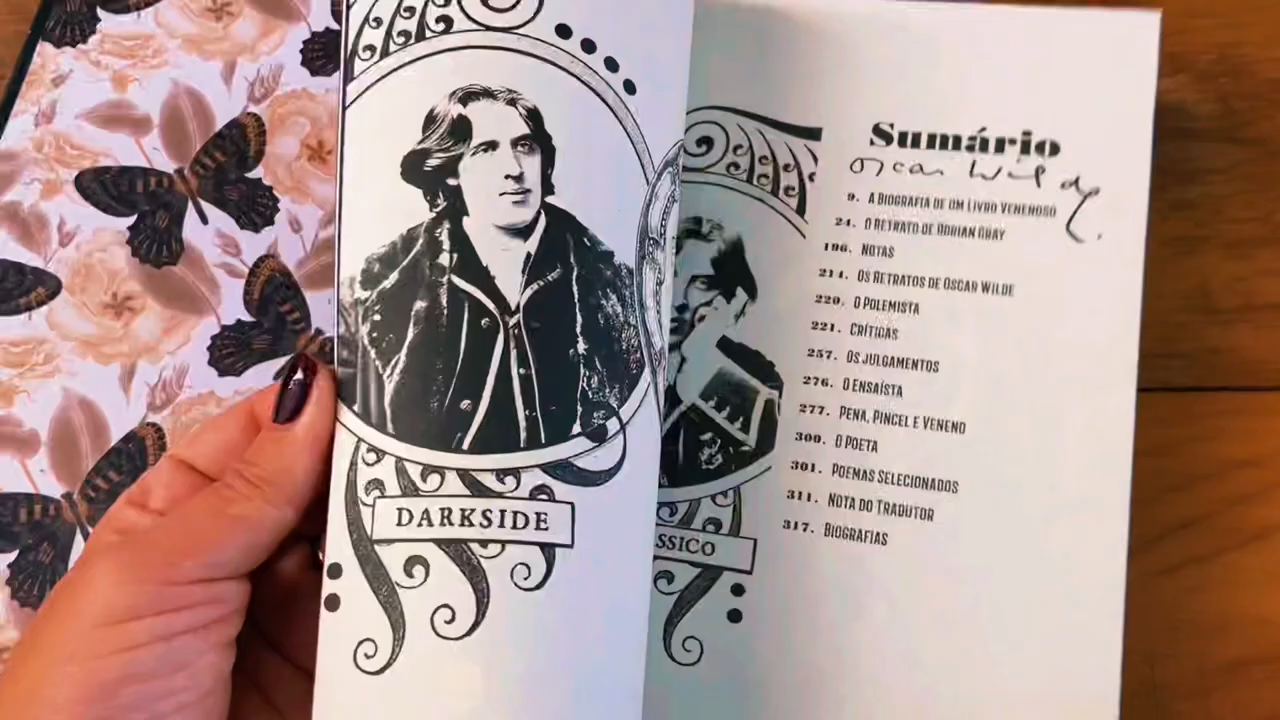 DARKSIDE
SSICO
Sumário
Oscar Wilde.
9. A BIOGRAFIA DE UM LIVRO VENENOSO
24. O RETRATO DE DORIAN GRAY
196. NOTAS
214. OS RETRATOS DE OSCAR WILDE
220. O POLEMISTA
221. CRÍTICAS
257. OS JULGAMENTOS
276. O ENSAÍSTA
277. PENA, PINCEL E VENENO
300. O POETA
301. POEMAS SELECIONADOS
311. NOTA DO TRADUTOR
317. BIOGRAFIAS